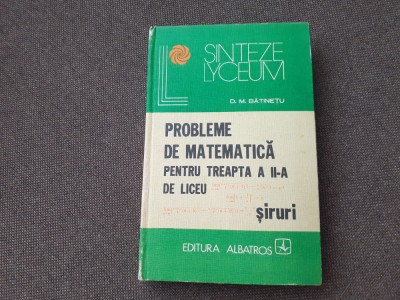 SINTEZE
LYCEUM
D. M. BĂTINEȚU
PROBLEME
DE MATEMATICĂ
PENTRU TREAPTA A II-A
DE LICEU
șiruri
EDITURA ALBATROS